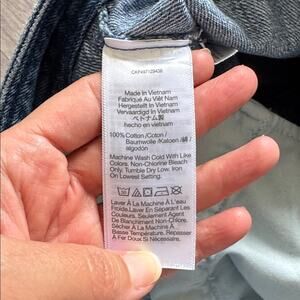 Made in Vietnam
Fabriqué Au Viêt Nam
Hergestellt in Vietnam
Vervaardigd in Vietnam
ベトナム製
hecho en vietnam
100% Cotton /Coton /
Baumwolle /Katoen /綿 /
algodón
Machine Wash Cold With Like
Colors. Non-Chlorine Bleach
Only. Tumble Dry Low. Iron
On Lowest Setting.
Laver À La Machine À L'eau
Froide. Laver En Séparant Les
Couleurs. Seulement Agent
De Blanchiment Non-Chloré.
Sécher À La Machine À
Basse Température. Repasser
À Fer Doux Si Nécessaire.